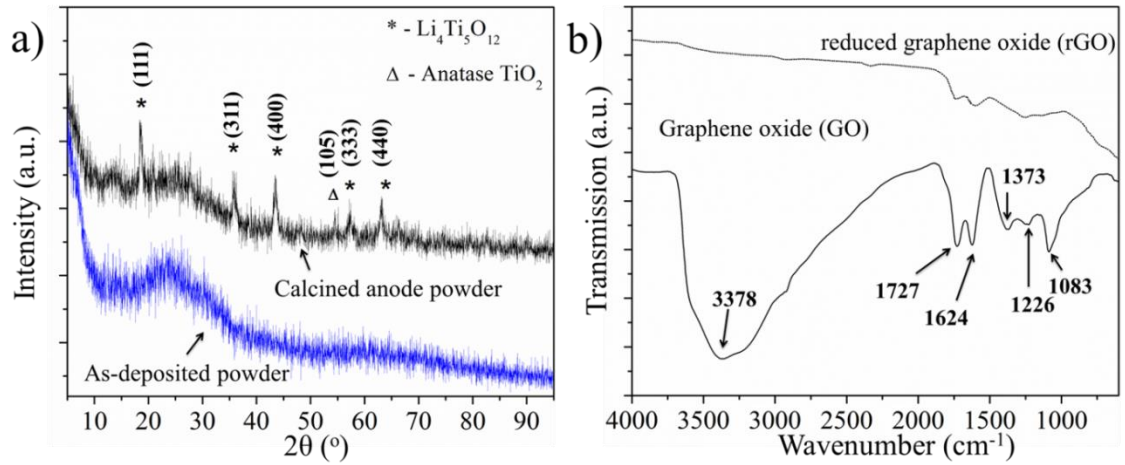 a)
* - Li₄Ti₅O₁₂
Δ - Anatase TiO₂
* (111)
* (311)
* (400)
Δ (105)
* (333)
* (440)
Calcined anode powder
As-deposited powder
Intensity (a.u.)
10 20 30 40 50 60 70 80 90
2θ (°)
b)
reduced graphene oxide (rGO)
Graphene oxide (GO)
3378
1727
1624
1373
1226
1083
Transmission (a.u.)
4000 3500 3000 2500 2000 1500 1000
Wavenumber (cm⁻¹)